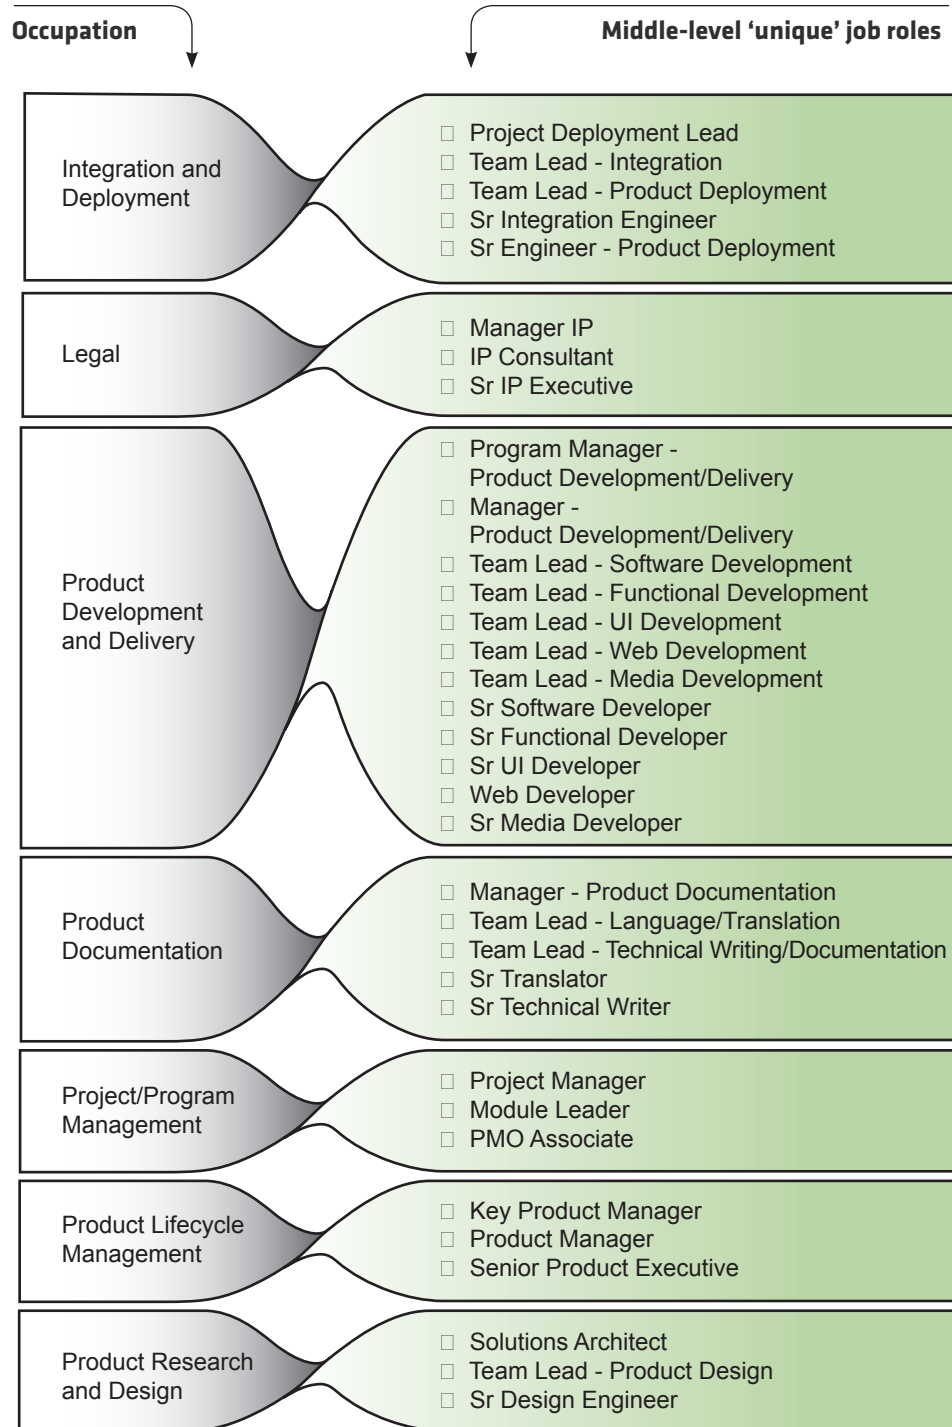 Occupation
Middle-level ‘unique’ job roles
Integration and
Deployment
Project Deployment Lead
Team Lead - Integration
Team Lead - Product Deployment
Sr Integration Engineer
Sr Engineer - Product Deployment
Legal
Manager IP
IP Consultant
Sr IP Executive
Product
Development
and Delivery
Program Manager -
Product Development/Delivery
Manager -
Product Development/Delivery
Team Lead - Software Development
Team Lead - Functional Development
Team Lead - UI Development
Team Lead - Web Development
Team Lead - Media Development
Sr Software Developer
Sr Functional Developer
Sr UI Developer
Web Developer
Sr Media Developer
Product
Documentation
Manager - Product Documentation
Team Lead - Language/Translation
Team Lead - Technical Writing/Documentation
Sr Translator
Sr Technical Writer
Project/Program
Management
Project Manager
Module Leader
PMO Associate
Product Lifecycle
Management
Key Product Manager
Product Manager
Senior Product Executive
Product Research
and Design
Solutions Architect
Team Lead - Product Design
Sr Design Engineer